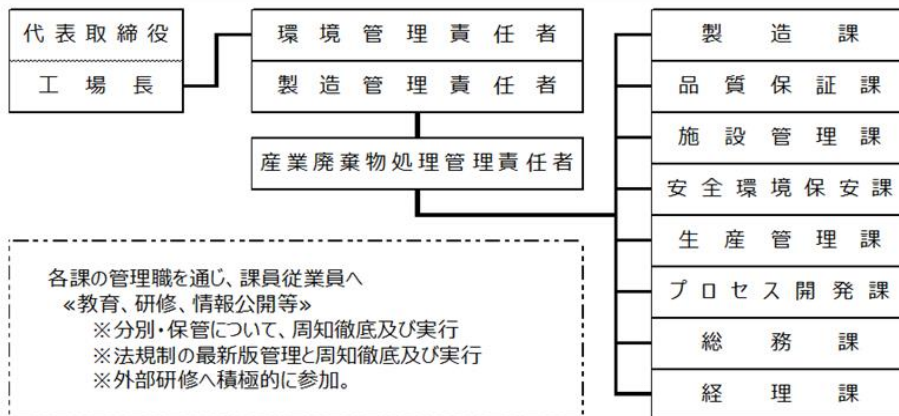 代表取締役
工場長
環境管理責任者
製造管理責任者
産業廃棄物処理管理責任者
製造課
品質保証課
施設管理課
安全環境保安課
生産管理課
プロセス開発課
総務課
経理課
各課の管理職を通じ、課員従業員へ
≪教育、研修、情報公開等≫
※分別・保管について、周知徹底及び実行
※法規制の最新版管理と周知徹底及び実行
※外部研修へ積極的に参加。